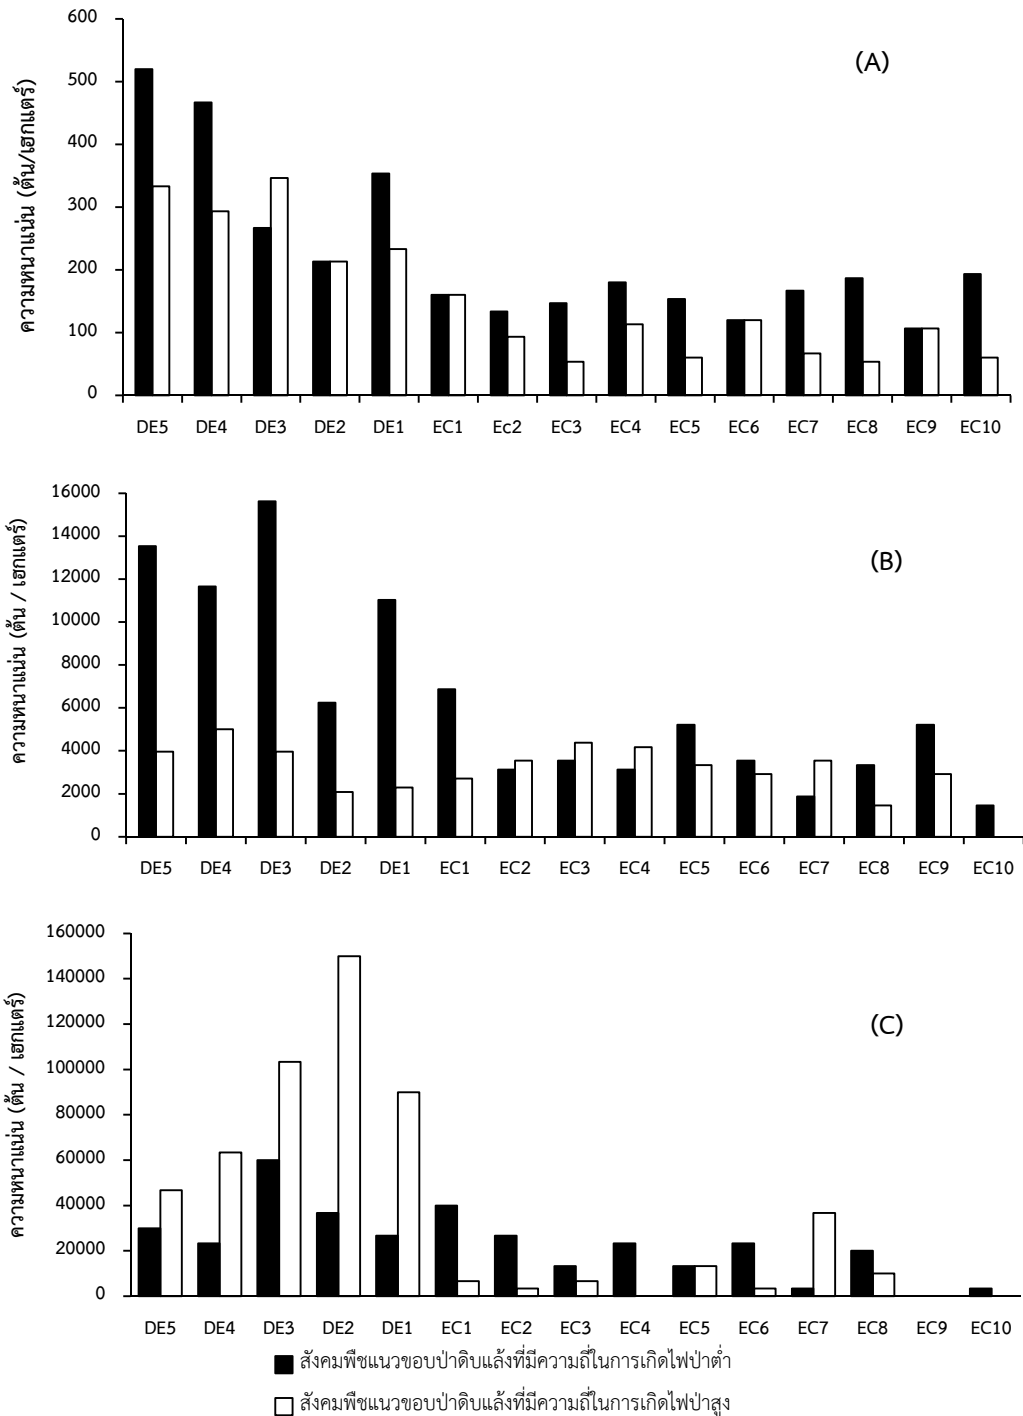 600
500
400
300
200
100
0
ความหนาแน่น (ต้น/เฮกแตร์)
(A)
DE5 DE4 DE3 DE2 DE1 EC1 Ec2 EC3 EC4 EC5 EC6 EC7 EC8 EC9 EC10
16000
14000
12000
10000
8000
6000
4000
2000
0
ความหนาแน่น (ต้น / เฮกแตร์)
(B)
DE5 DE4 DE3 DE2 DE1 EC1 EC2 EC3 EC4 EC5 EC6 EC7 EC8 EC9 EC10
160000
140000
120000
100000
80000
60000
40000
20000
0
ความหนาแน่น (ต้น / เฮกแตร์)
(C)
DE5 DE4 DE3 DE2 DE1 EC1 EC2 EC3 EC4 EC5 EC6 EC7 EC8 EC9 EC10
สังคมพืชแนวขอบป่าดิบแล้งที่มีความถี่ในการเกิดไฟป่าต่ำ
สังคมพืชแนวขอบป่าดิบแล้งที่มีความถี่ในการเกิดไฟป่าสูง